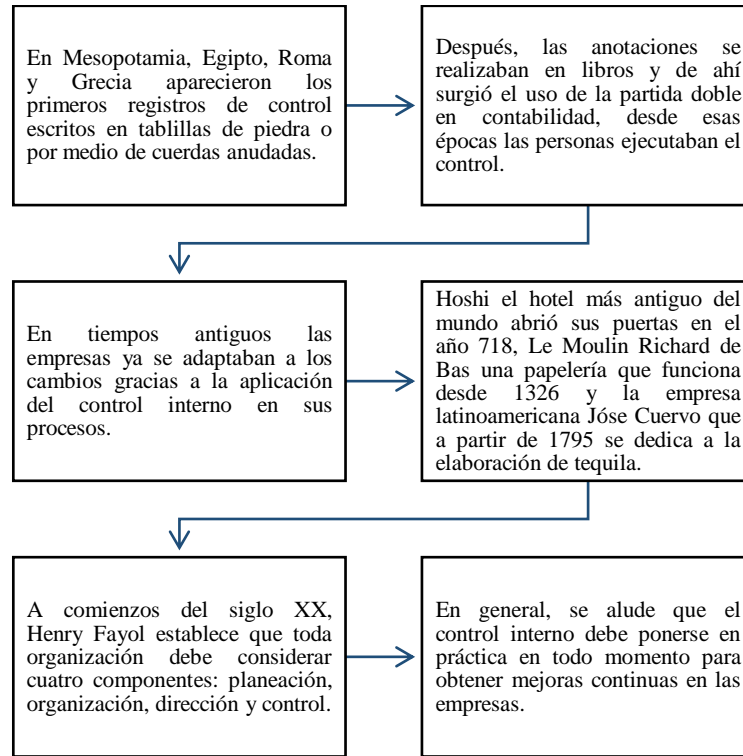 En Mesopotamia, Egipto, Roma
y Grecia aparecieron los
primeros registros de control
escritos en tablillas de piedra o
por medio de cuerdas anudadas.
Después, las anotaciones se
realizaban en libros y de ahí
surgió el uso de la partida doble
en contabilidad, desde esas
épocas las personas ejecutaban el
control.
En tiempos antiguos las
empresas ya se adaptaban a los
cambios gracias a la aplicación
del control interno en sus
procesos.
Hoshi el hotel más antiguo del
mundo abrió sus puertas en el
año 718, Le Moulin Richard de
Bas una papelería que funciona
desde 1326 y la empresa
latinoamericana Jóse Cuervo que
a partir de 1795 se dedica a la
elaboración de tequila.
A comienzos del siglo XX,
Henry Fayol establece que toda
organización debe considerar
cuatro componentes: planeación,
organización, dirección y control.
En general, se alude que el
control interno debe ponerse en
práctica en todo momento para
obtener mejoras continuas en las
empresas.